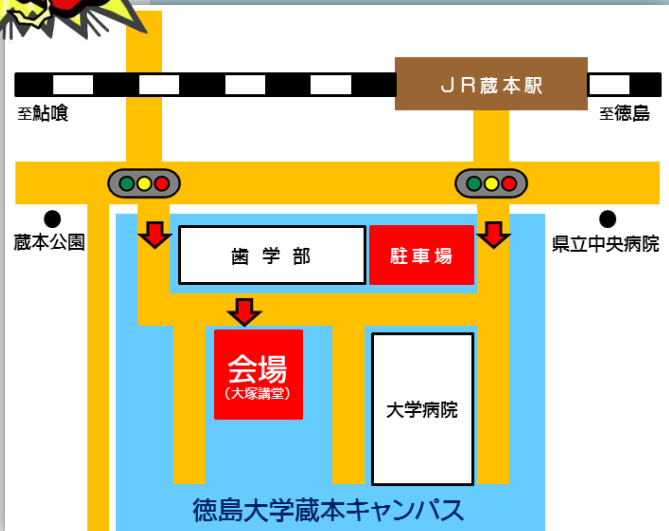 JR蔵本駅
至鮎喰
至徳島
蔵本公園
県立中央病院
歯学部
駐車場
会場
(大塚講堂)
大学病院
徳島大学蔵本キャンパス